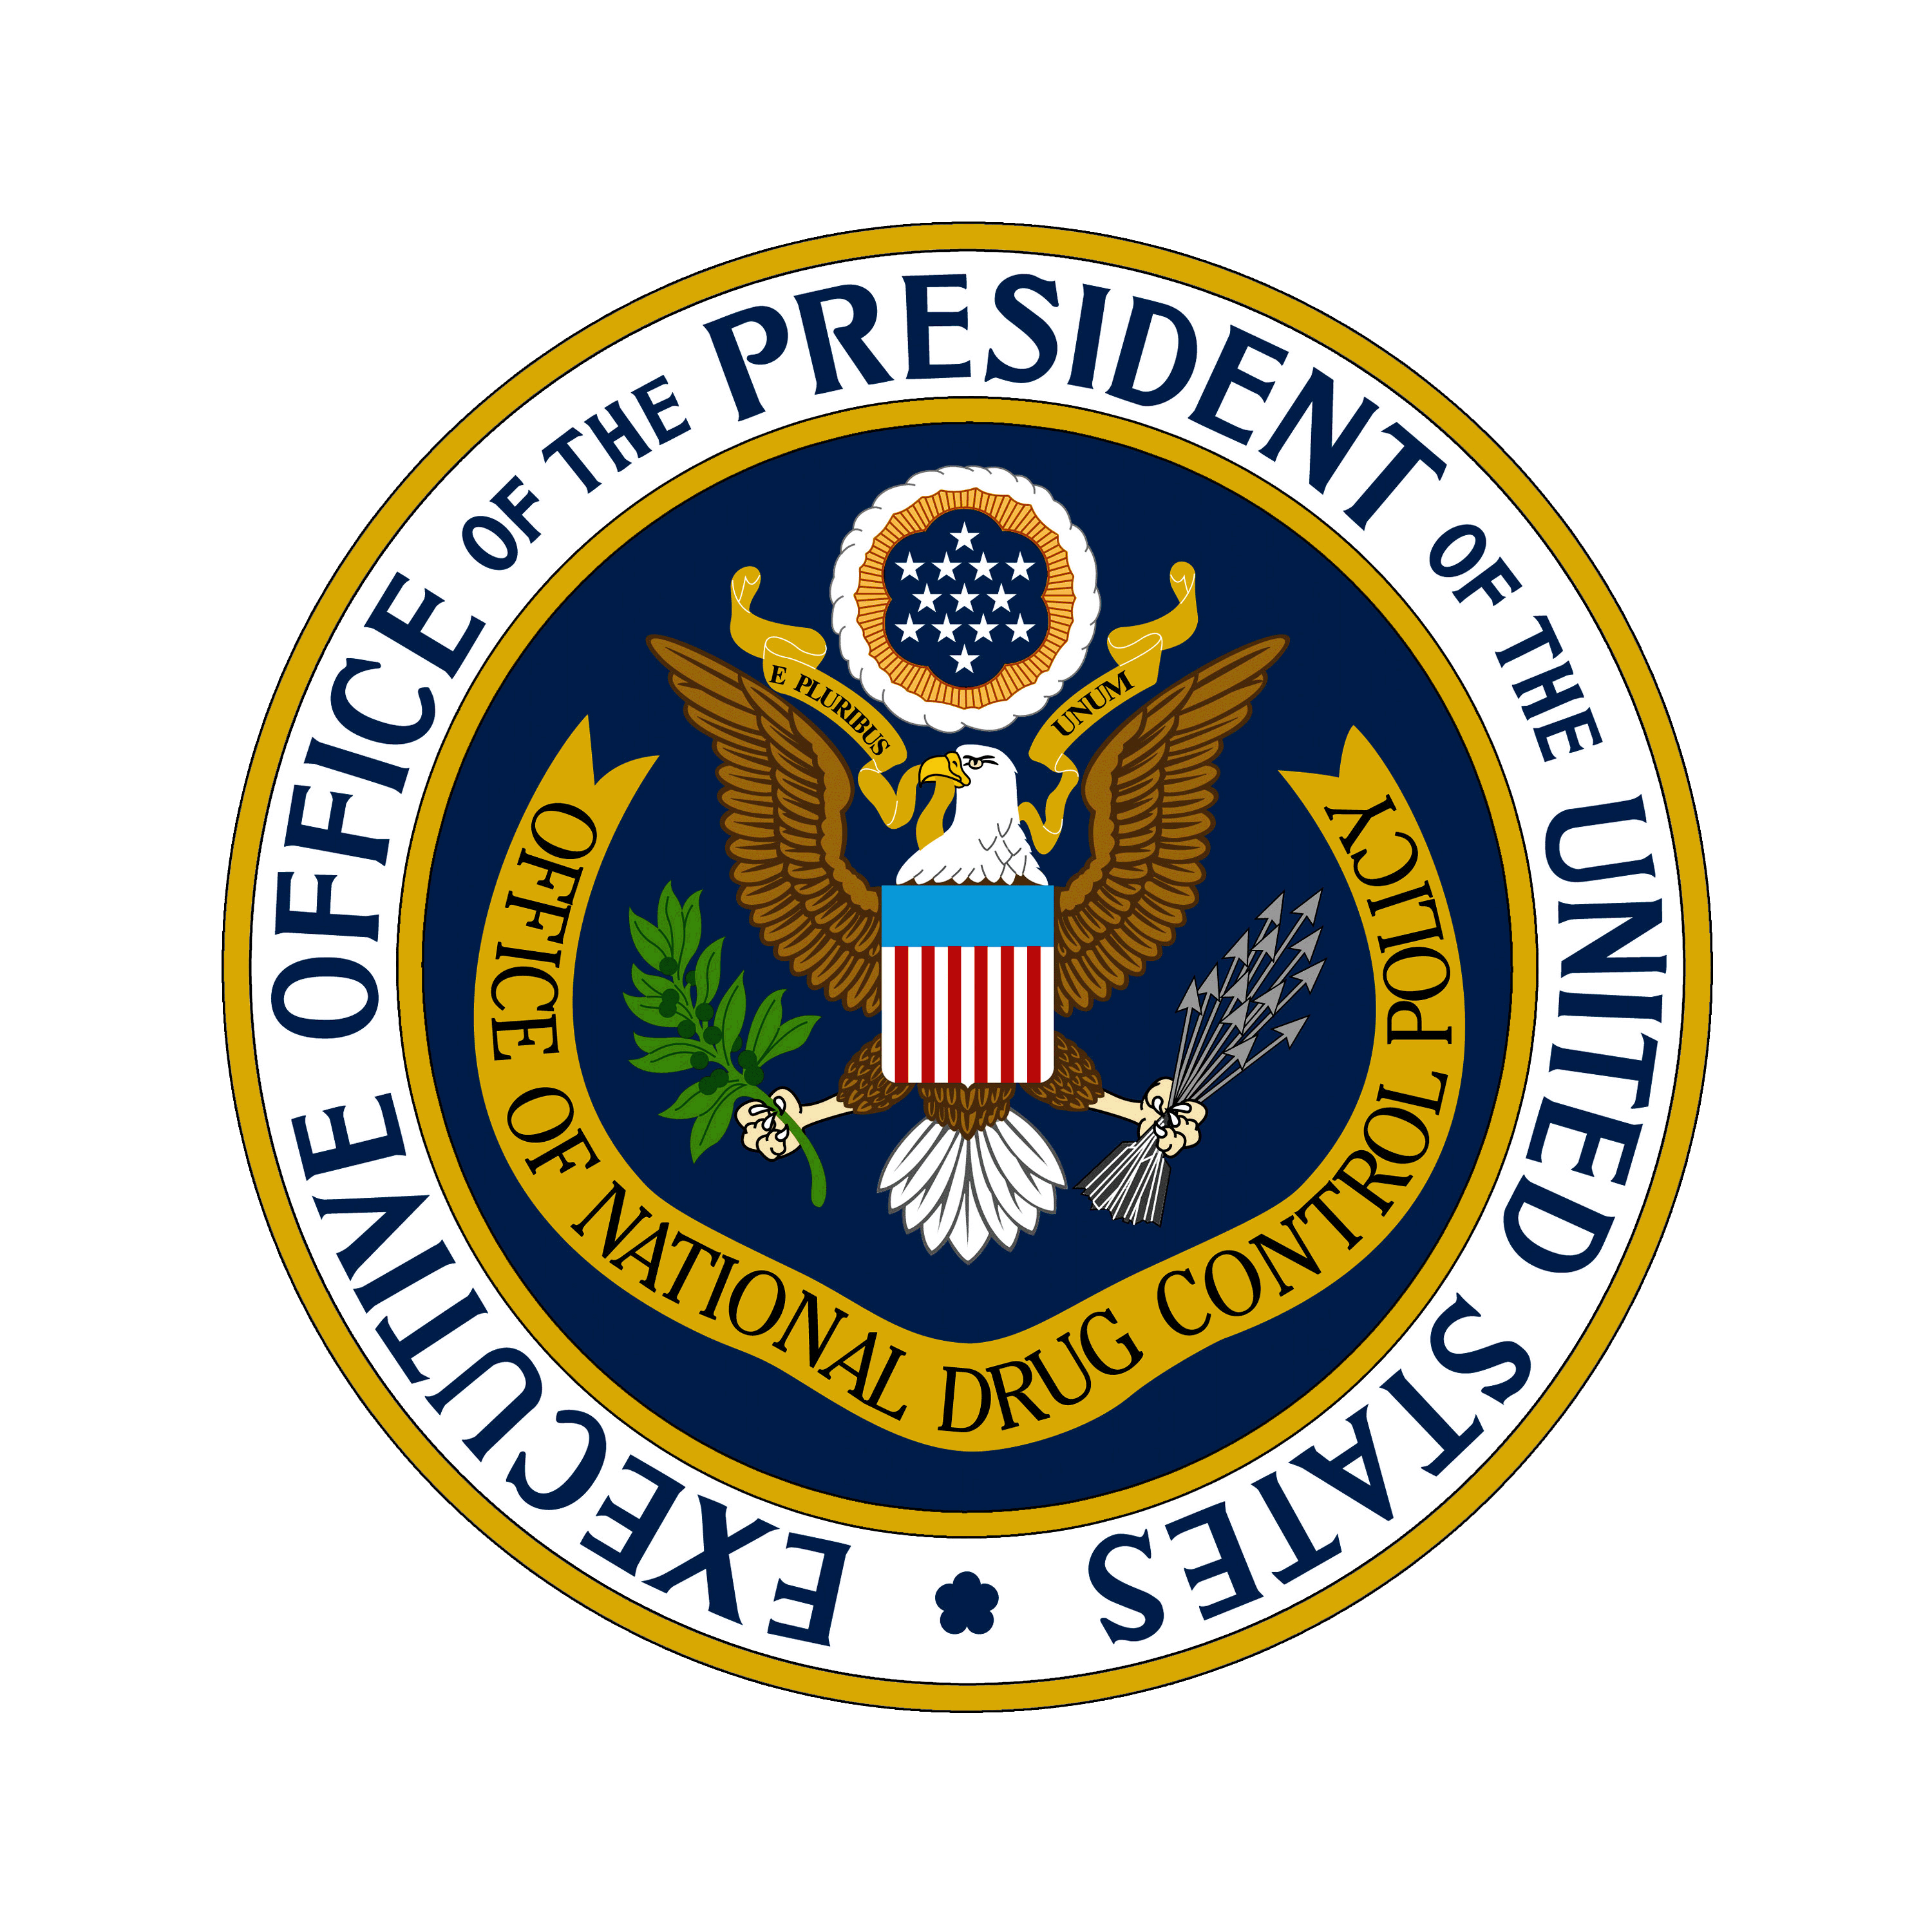 EXECUTIVE OFFICE OF THE PRESIDENT OF THE UNITED STATES
E PLURIBUS UNUM
OFFICE OF NATIONAL DRUG CONTROL POLICY